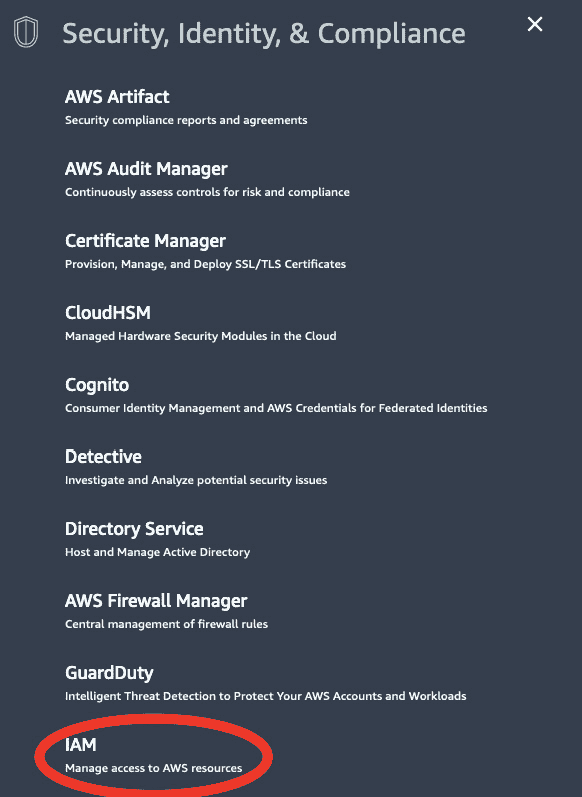 Security, Identity, & Compliance
AWS Artifact
Security compliance reports and agreements
AWS Audit Manager
Continuously assess controls for risk and compliance
Certificate Manager
Provision, Manage, and Deploy SSL/TLS Certificates
CloudHSM
Managed Hardware Security Modules in the Cloud
Cognito
Consumer Identity Management and AWS Credentials for Federated Identities
Detective
Investigate and Analyze potential security issues
Directory Service
Host and Manage Active Directory
AWS Firewall Manager
Central management of firewall rules
GuardDuty
Intelligent Threat Detection to Protect Your AWS Accounts and Workloads
IAM
Manage access to AWS resources